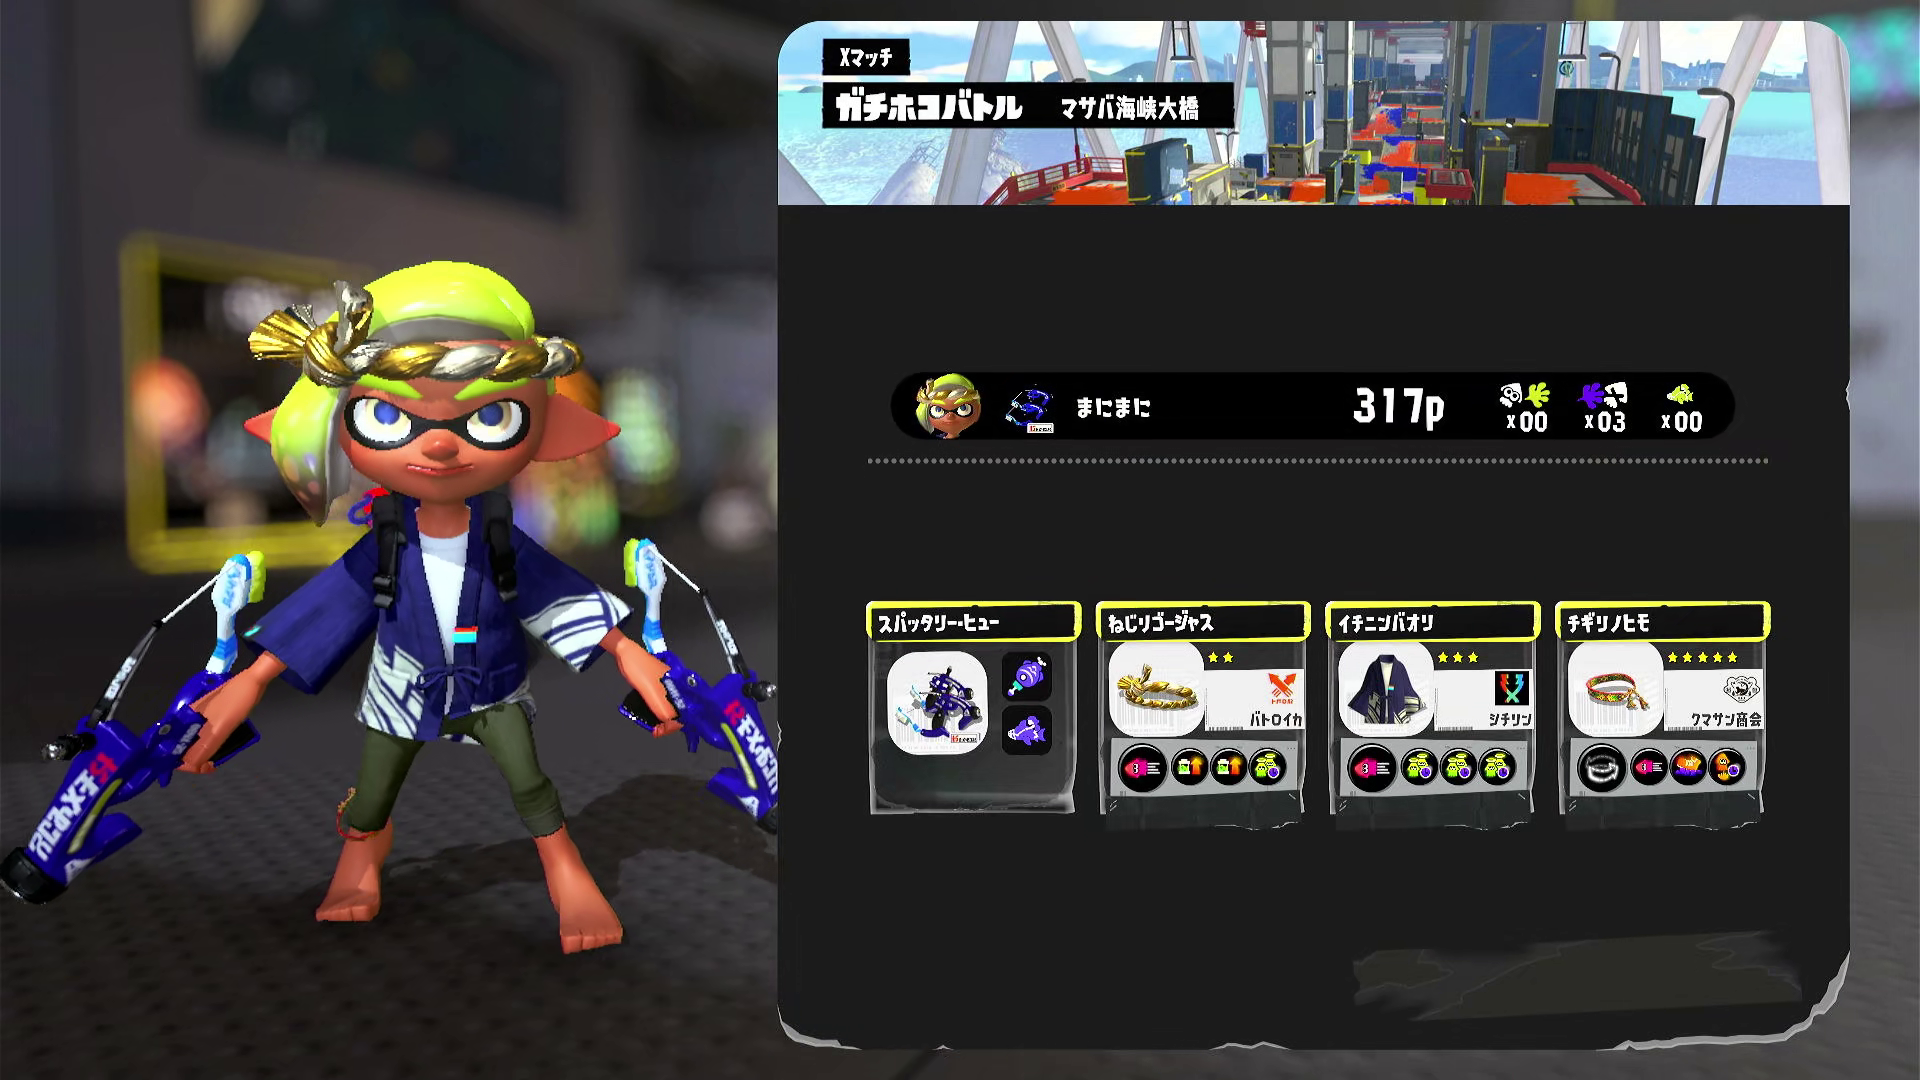 Xマッチ
ガチホコバトル マサバ海峡大橋
まにまに 317p x00 x03 x00
スパッタリー・ヒュー
ねじりゴージャス
バトロイカ
イチニンバオリ
シチリン
チギリノヒモ
クマサン商会